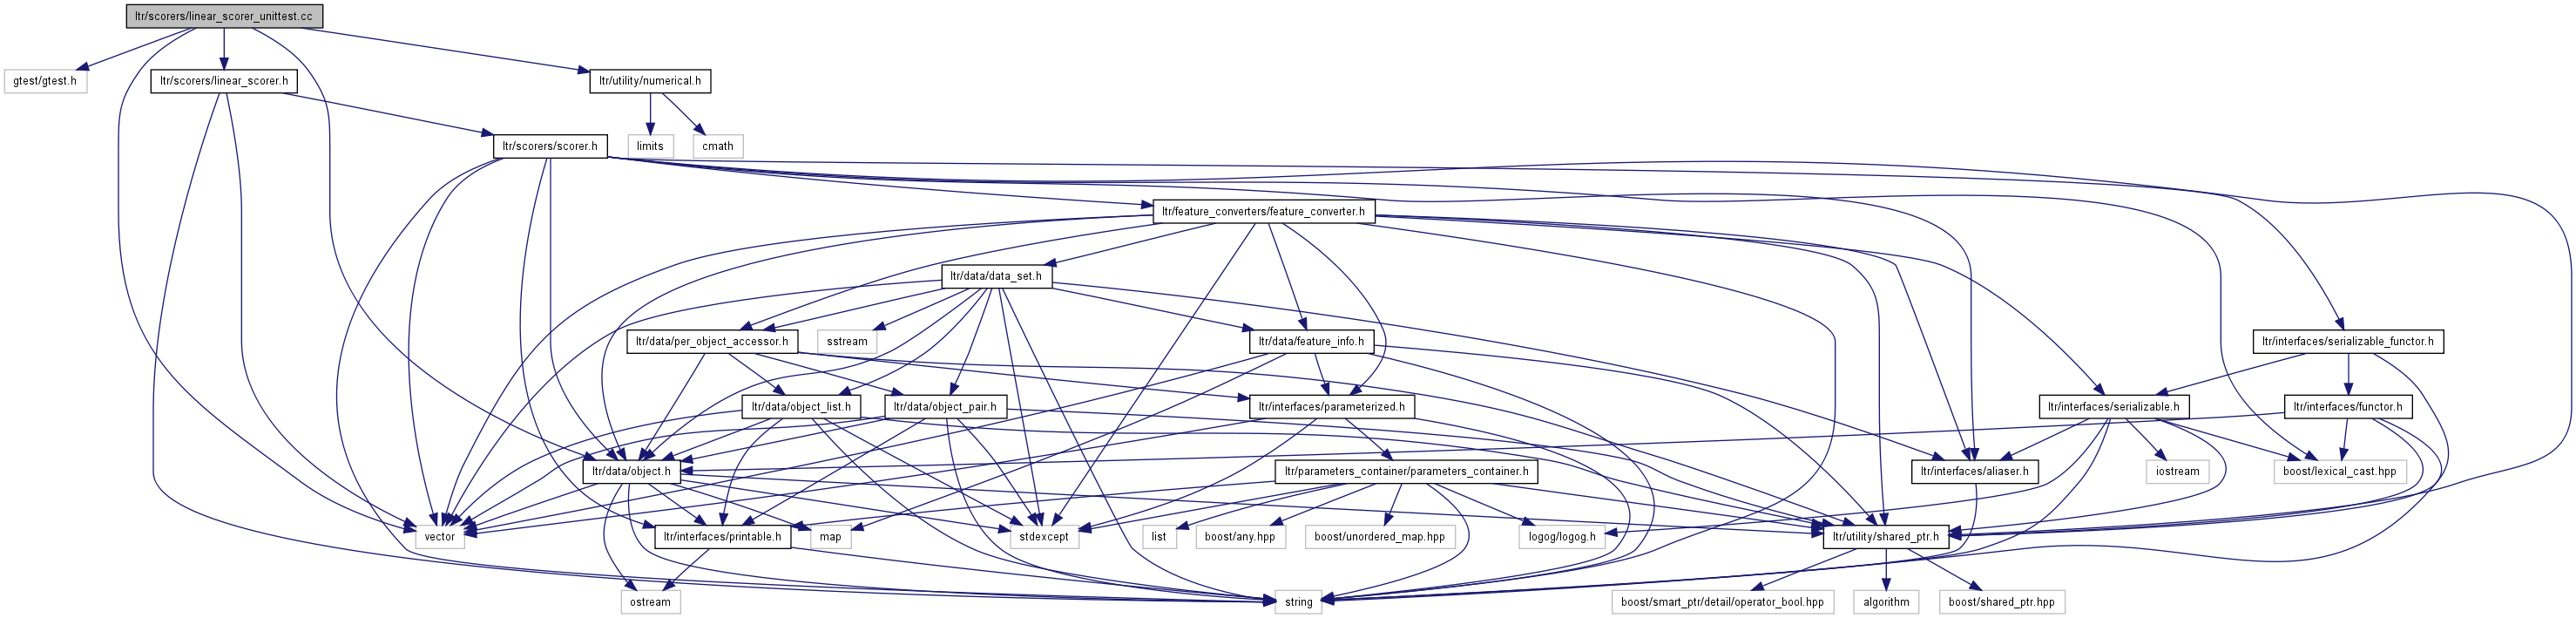 ltr/scorers/linear_scorer_unittest.cc
gtest/gtest.h
ltr/scorers/linear_scorer.h
ltr/utility/numerical.h
ltr/scorers/scorer.h
limits
cmath
ltr/feature_converters/feature_converter.h
ltr/data/data_set.h
ltr/data/per_object_accessor.h
sstream
ltr/data/feature_info.h
ltr/interfaces/serializable_functor.h
ltr/data/object_list.h
ltr/data/object_pair.h
ltr/interfaces/parameterized.h
ltr/interfaces/serializable.h
ltr/interfaces/functor.h
ltr/data/object.h
ltr/parameters_container/parameters_container.h
ltr/interfaces/aliaser.h
iostream
boost/lexical_cast.hpp
vector
ltr/interfaces/printable.h
map
stdexcept
list
boost/any.hpp
boost/unordered_map.hpp
logog/logog.h
ltr/utility/shared_ptr.h
ostream
string
boost/smart_ptr/detail/operator_bool.hpp
algorithm
boost/shared_ptr.hpp